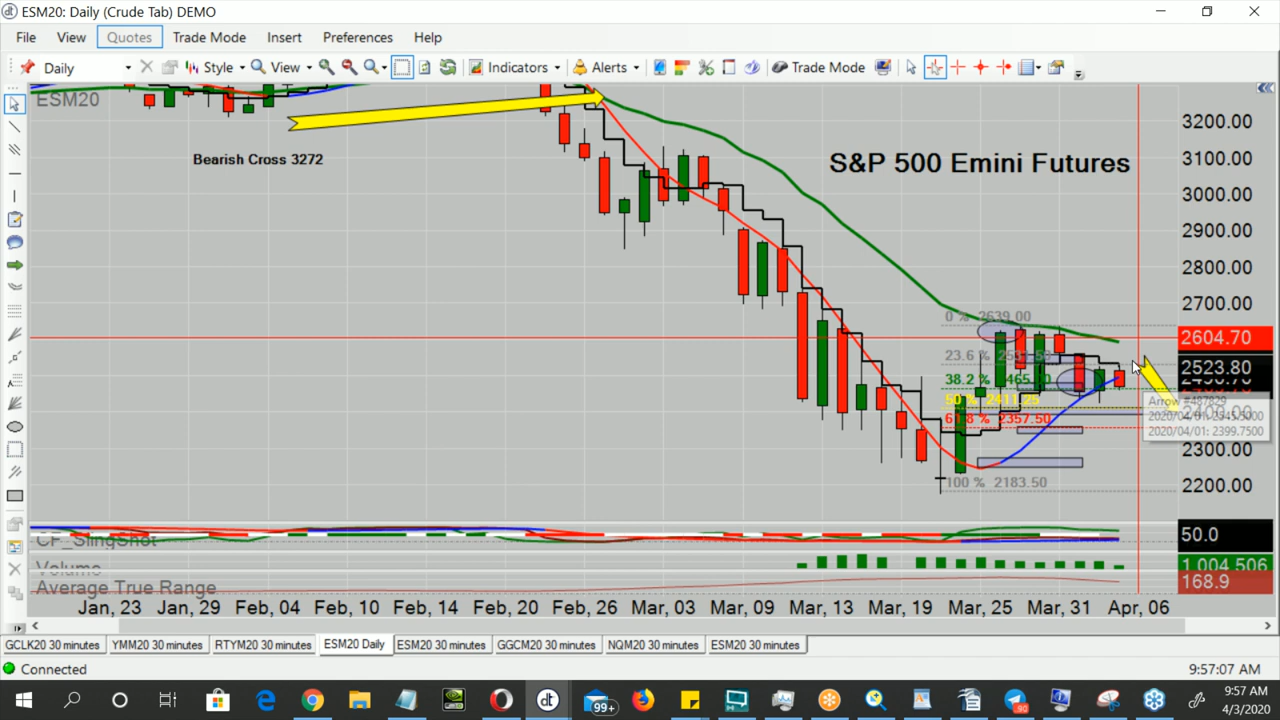 ESM20: Daily (Crude Tab) DEMO
File View Quotes Trade Mode Insert Preferences Help
Daily Style View Indicators Alerts Trade Mode
ESM20
Bearish Cross 3272
S&P 500 Emini Futures
3200.00
3100.00
3000.00
2900.00
2800.00
2700.00
0 % 2639.00
2604.70
23.6 %
2523.80
38.2 %
50 % 2411.25
Arrow #487829
2400.00
61.8 % 2357.50
2020/04/01: 2399.7500
2300.00
100 % 2183.50
2200.00
CF_SlingShot
50.0
Volume
1 004 506
Average True Range
168.9
Jan, 23 Jan, 29 Feb, 04 Feb, 10 Feb, 14 Feb, 20 Feb, 26 Mar, 03 Mar, 09 Mar, 13 Mar, 19 Mar, 25 Mar, 31 Apr, 06
GCLK20 30 minutes YMM20 30 minutes RTYM20 30 minutes ESM20 Daily ESM20 30 minutes GGCM20 30 minutes NQM20 30 minutes ESM20 30 minutes
Connected
9:57:07 AM
99+
90
9:57 AM
4/3/2020